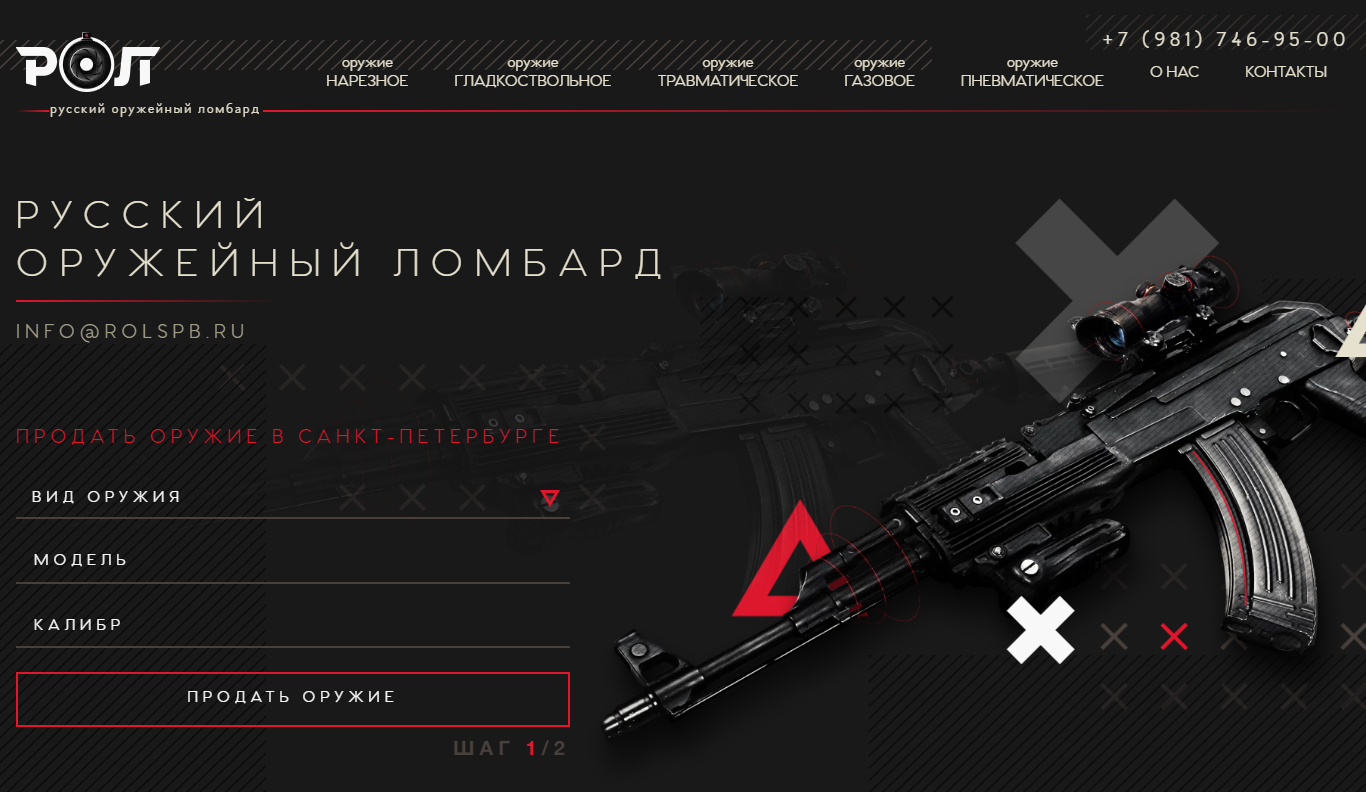 РОЛ
русский оружейный ломбард
оружие
НАРЕЗНОЕ
оружие
ГЛАДКОСТВОЛЬНОЕ
оружие
ТРАВМАТИЧЕСКОЕ
оружие
ГАЗОВОЕ
оружие
ПНЕВМАТИЧЕСКОЕ
О НАС
КОНТАКТЫ
+7 (981) 746-95-00
РУССКИЙ
ОРУЖЕЙНЫЙ ЛОМБАРД
INFO@ROLSPB.RU
ПРОДАТЬ ОРУЖИЕ В САНКТ-ПЕТЕРБУРГЕ
ВИД ОРУЖИЯ
МОДЕЛЬ
КАЛИБР
ПРОДАТЬ ОРУЖИЕ
ШАГ 1/2